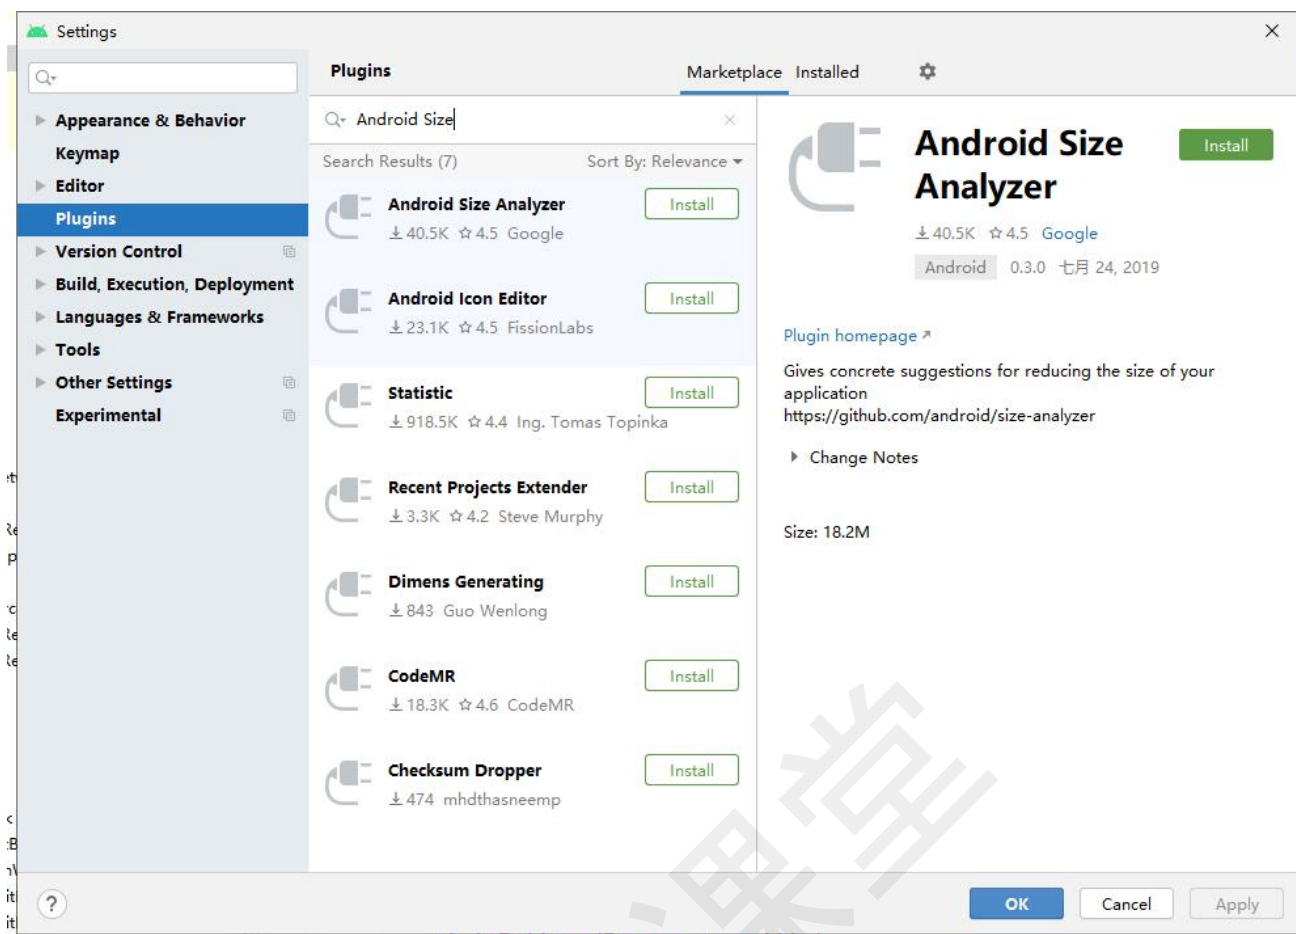 Settings
Plugins
Marketplace Installed
Appearance & Behavior
Keymap
Editor
Plugins
Version Control
Build, Execution, Deployment
Languages & Frameworks
Tools
Other Settings
Experimental
Android Size
Search Results (7) Sort By: Relevance
Android Size Analyzer Install
40.5K 4.5 Google
Android Icon Editor Install
23.1K 4.5 FissionLabs
Statistic Install
918.5K 4.4 Ing. Tomas Topinka
Recent Projects Extender Install
3.3K 4.2 Steve Murphy
Dimens Generating Install
843 Guo Wenlong
CodeMR Install
18.3K 4.6 CodeMR
Checksum Dropper Install
474 mhdthasneemp
Android Size
Analyzer
Install
40.5K 4.5 Google
Android 0.3.0 七月 24, 2019
Plugin homepage
Gives concrete suggestions for reducing the size of your
application
https://github.com/android/size-analyzer
Change Notes
Size: 18.2M
?
OK Cancel Apply
课堂